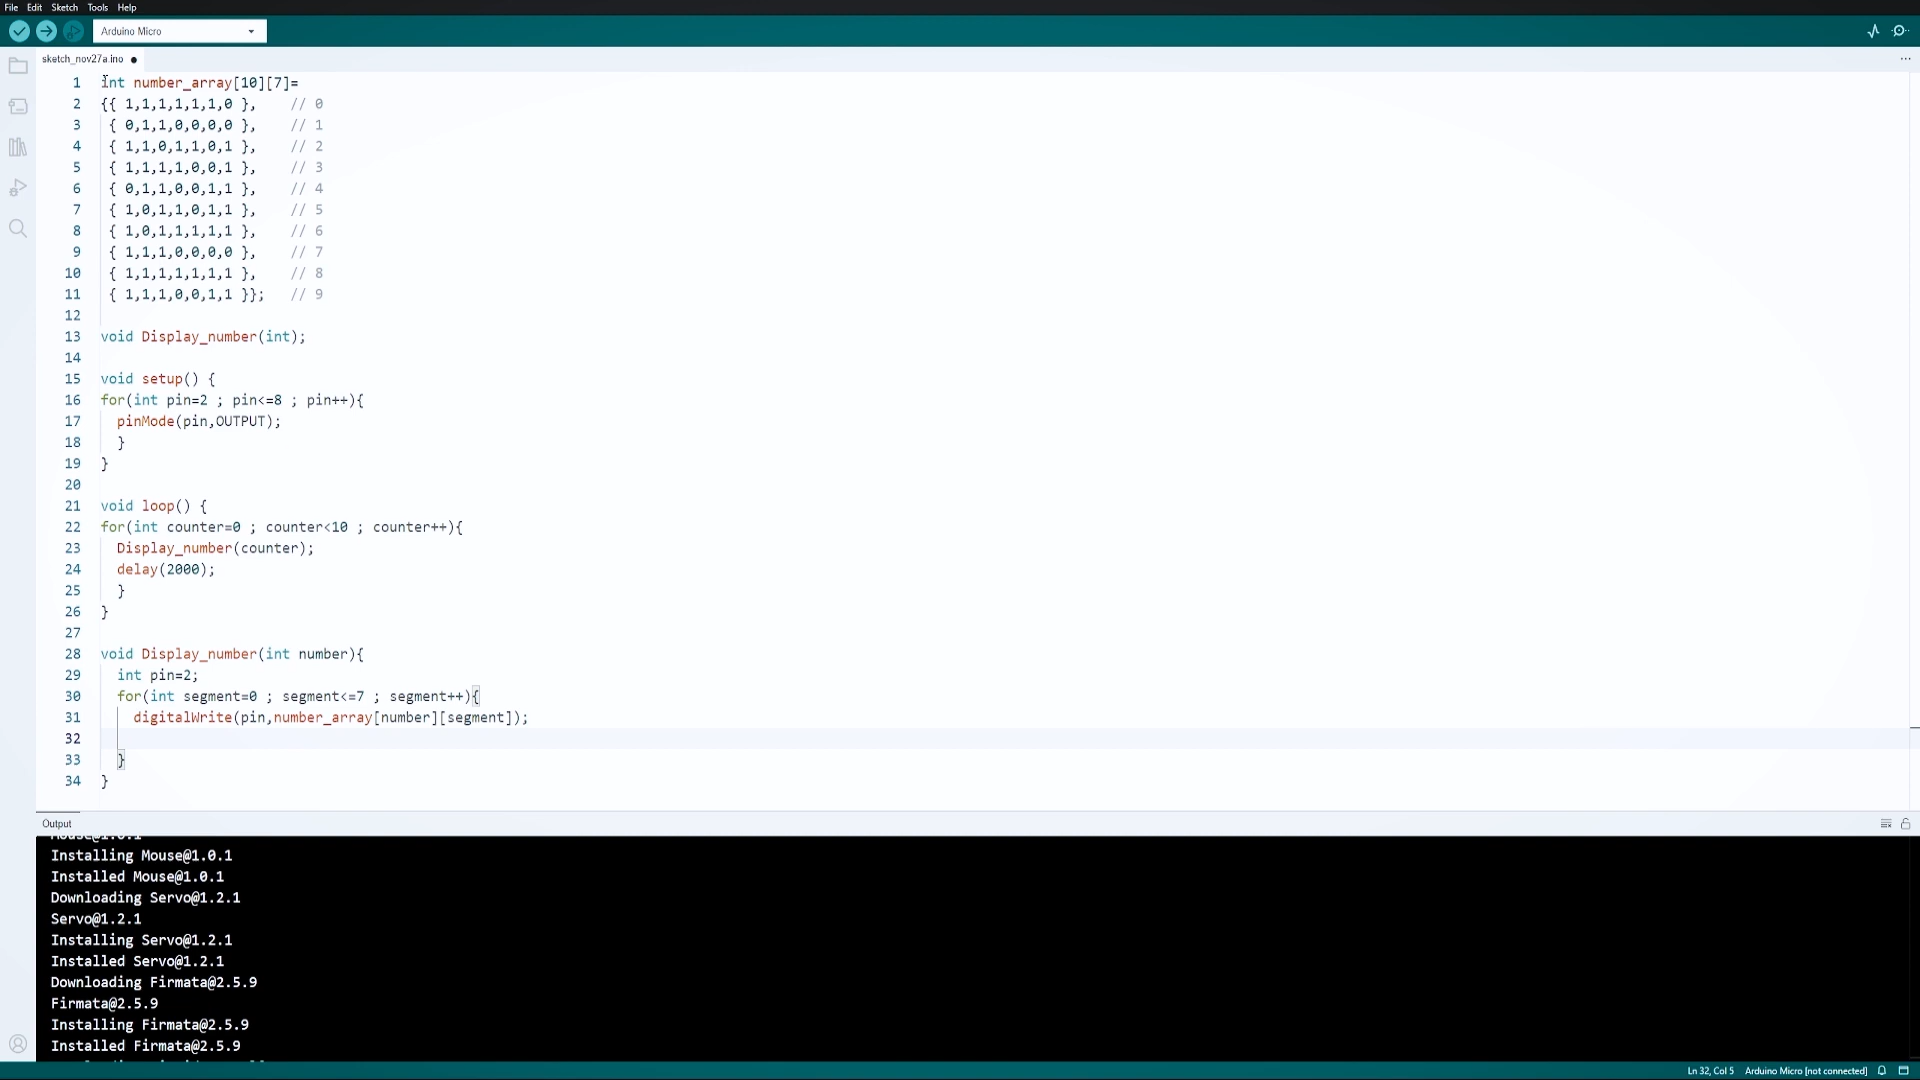 File Edit Sketch Tools Help
Arduino Micro
sketch_nov27a.ino
1 int number_array[10][7]=
2 {{ 1,1,1,1,1,1,0 }, // 0
3 { 0,1,1,0,0,0,0 }, // 1
4 { 1,1,0,1,1,0,1 }, // 2
5 { 1,1,1,1,0,0,1 }, // 3
6 { 0,1,1,0,0,1,1 }, // 4
7 { 1,0,1,1,0,1,1 }, // 5
8 { 1,0,1,1,1,1,1 }, // 6
9 { 1,1,1,0,0,0,0 }, // 7
10 { 1,1,1,1,1,1,1 }, // 8
11 { 1,1,1,0,0,1,1 }}; // 9
12
13 void Display_number(int);
14
15 void setup() {
16 for(int pin=2 ; pin<=8 ; pin++){
17 pinMode(pin,OUTPUT);
18 }
19 }
20
21 void loop() {
22 for(int counter=0 ; counter<10 ; counter++){
23 Display_number(counter);
24 delay(2000);
25 }
26 }
27
28 void Display_number(int number){
29 int pin=2;
30 for(int segment=0 ; segment<=7 ; segment++){
31 digitalWrite(pin,number_array[number][segment]);
32
33 }
34 }
Output
Mouse@1.0.1
Installing Mouse@1.0.1
Installed Mouse@1.0.1
Downloading Servo@1.2.1
Servo@1.2.1
Installing Servo@1.2.1
Installed Servo@1.2.1
Downloading Firmata@2.5.9
Firmata@2.5.9
Installing Firmata@2.5.9
Installed Firmata@2.5.9
Ln 32, Col 5 Arduino Micro [not connected]